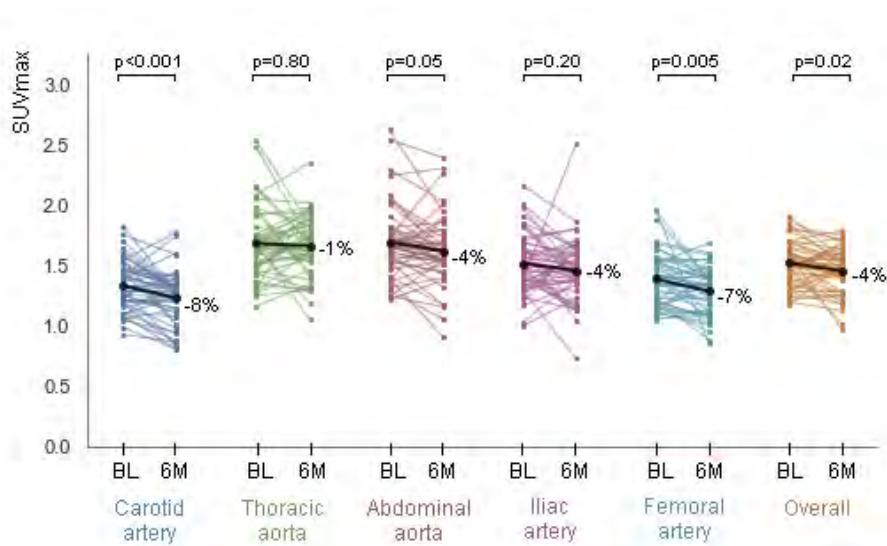 p<0.001 p=0.80 p=0.05 p=0.20 p=0.005 p=0.02
SUVmax
3.0
2.5
2.0
1.5
1.0
0.5
0.0
-8%
-1%
-4%
-4%
-7%
-4%
BL 6M BL 6M BL 6M BL 6M BL 6M BL 6M
Carotid artery
Thoracic aorta
Abdominal aorta
Iliac artery
Femoral artery
Overall